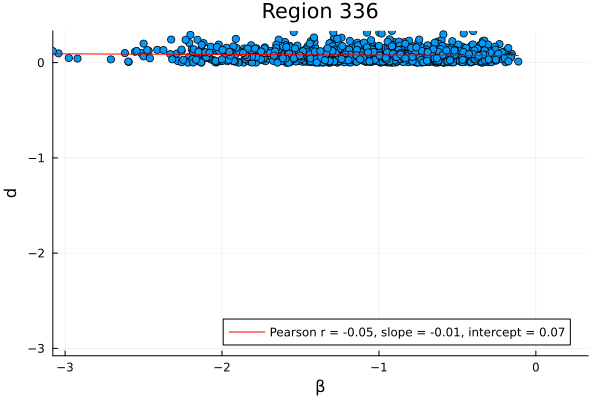 Region 336
d
0
−1
−2
−3
Pearson r = -0.05, slope = -0.01, intercept = 0.07
−3 −2 −1 0
β